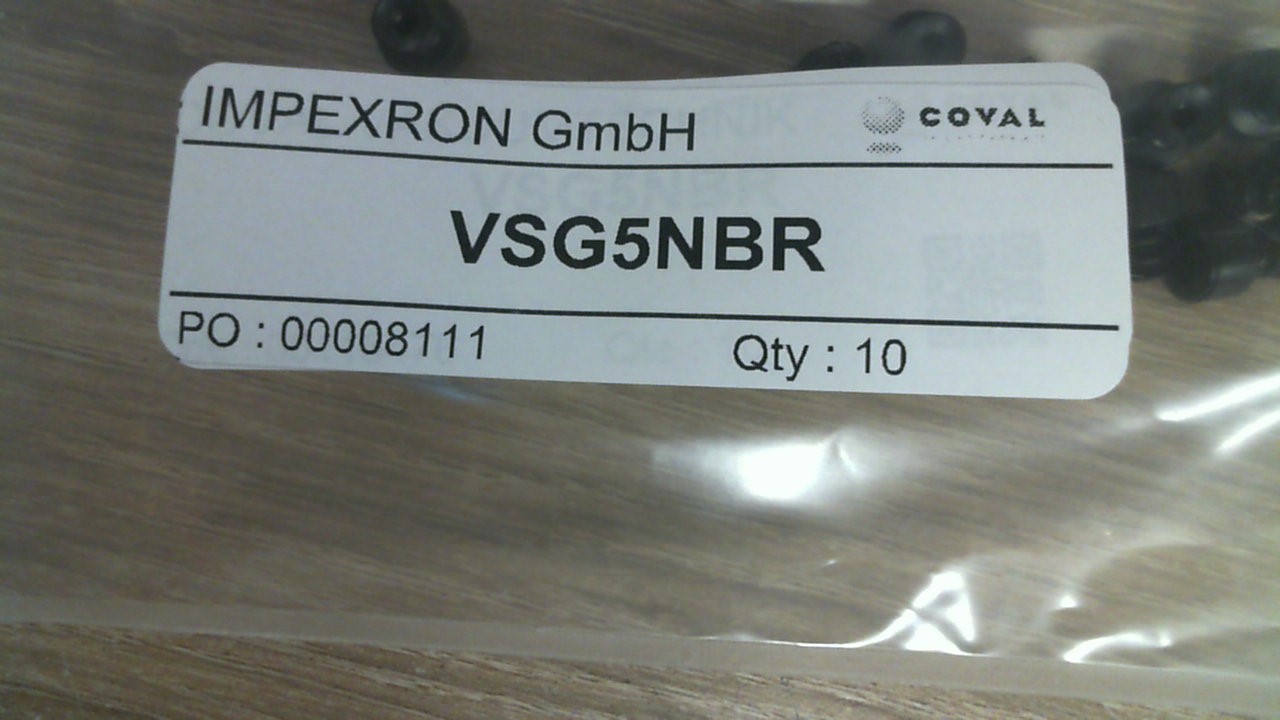 IMPEXRON GmbH
COVAL
VSG5NBR
PO : 00008111
Qty : 10